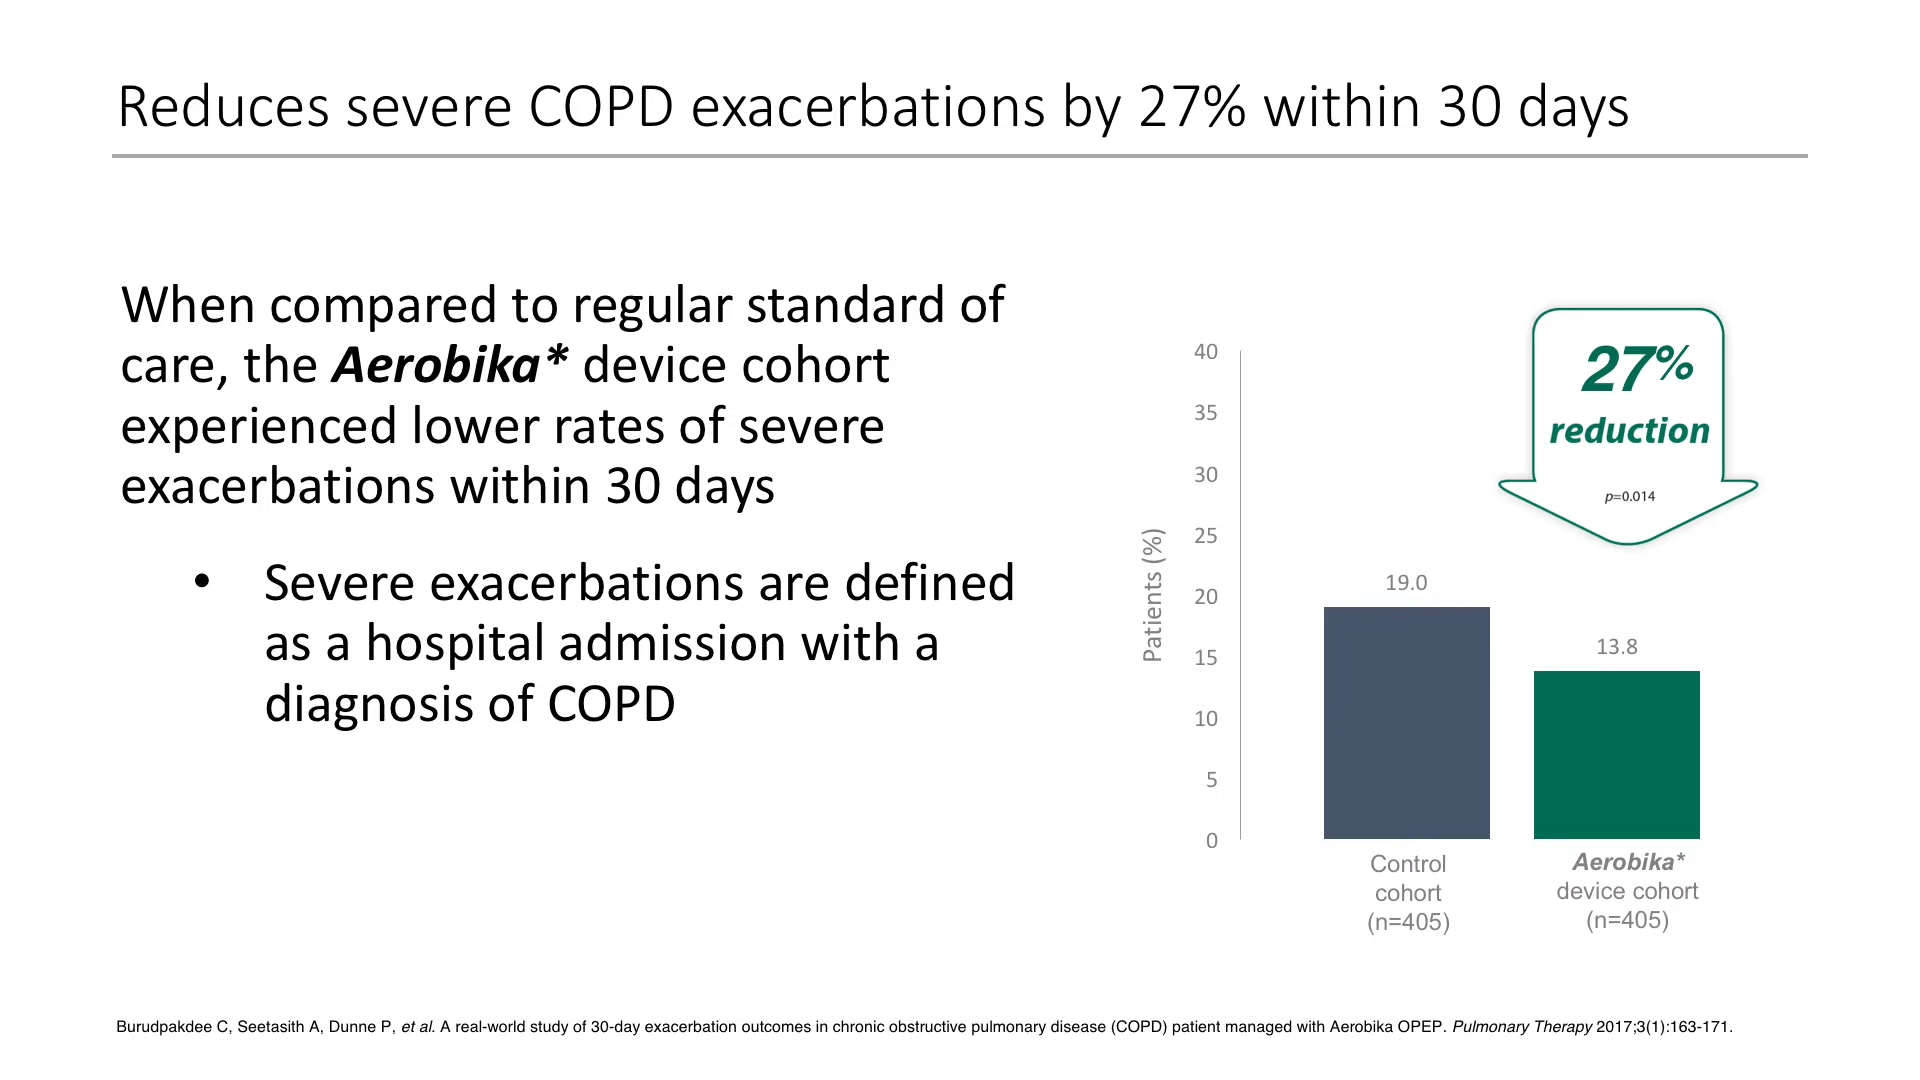 Reduces severe COPD exacerbations by 27% within 30 days
When compared to regular standard of
care, the Aerobika* device cohort
experienced lower rates of severe
exacerbations within 30 days
• Severe exacerbations are defined
as a hospital admission with a
diagnosis of COPD
27%
reduction
p=0.014
Patients (%)
40
35
30
25
20
15
10
5
0
19.0
13.8
Control
cohort
(n=405)
Aerobika*
device cohort
(n=405)
Burudpakdee C, Seetasith A, Dunne P, et al. A real-world study of 30-day exacerbation outcomes in chronic obstructive pulmonary disease (COPD) patient managed with Aerobika OPEP. Pulmonary Therapy 2017;3(1):163-171.